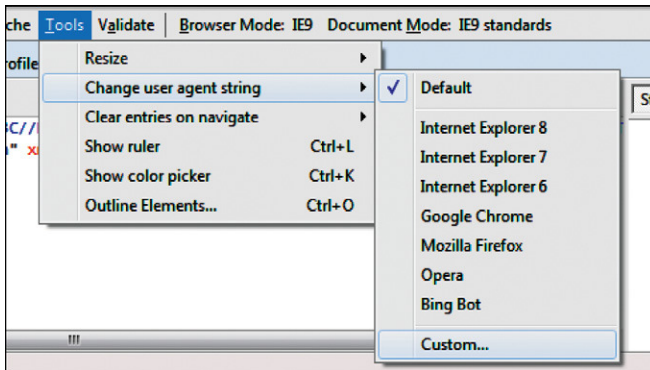 che Tools Validate Browser Mode: IE9 Document Mode: IE9 standards
rofile
Resize
Change user agent string
Clear entries on navigate
Show ruler Ctrl+L
Show color picker Ctrl+K
Outline Elements... Ctrl+O
Default
Internet Explorer 8
Internet Explorer 7
Internet Explorer 6
Google Chrome
Mozilla Firefox
Opera
Bing Bot
Custom...